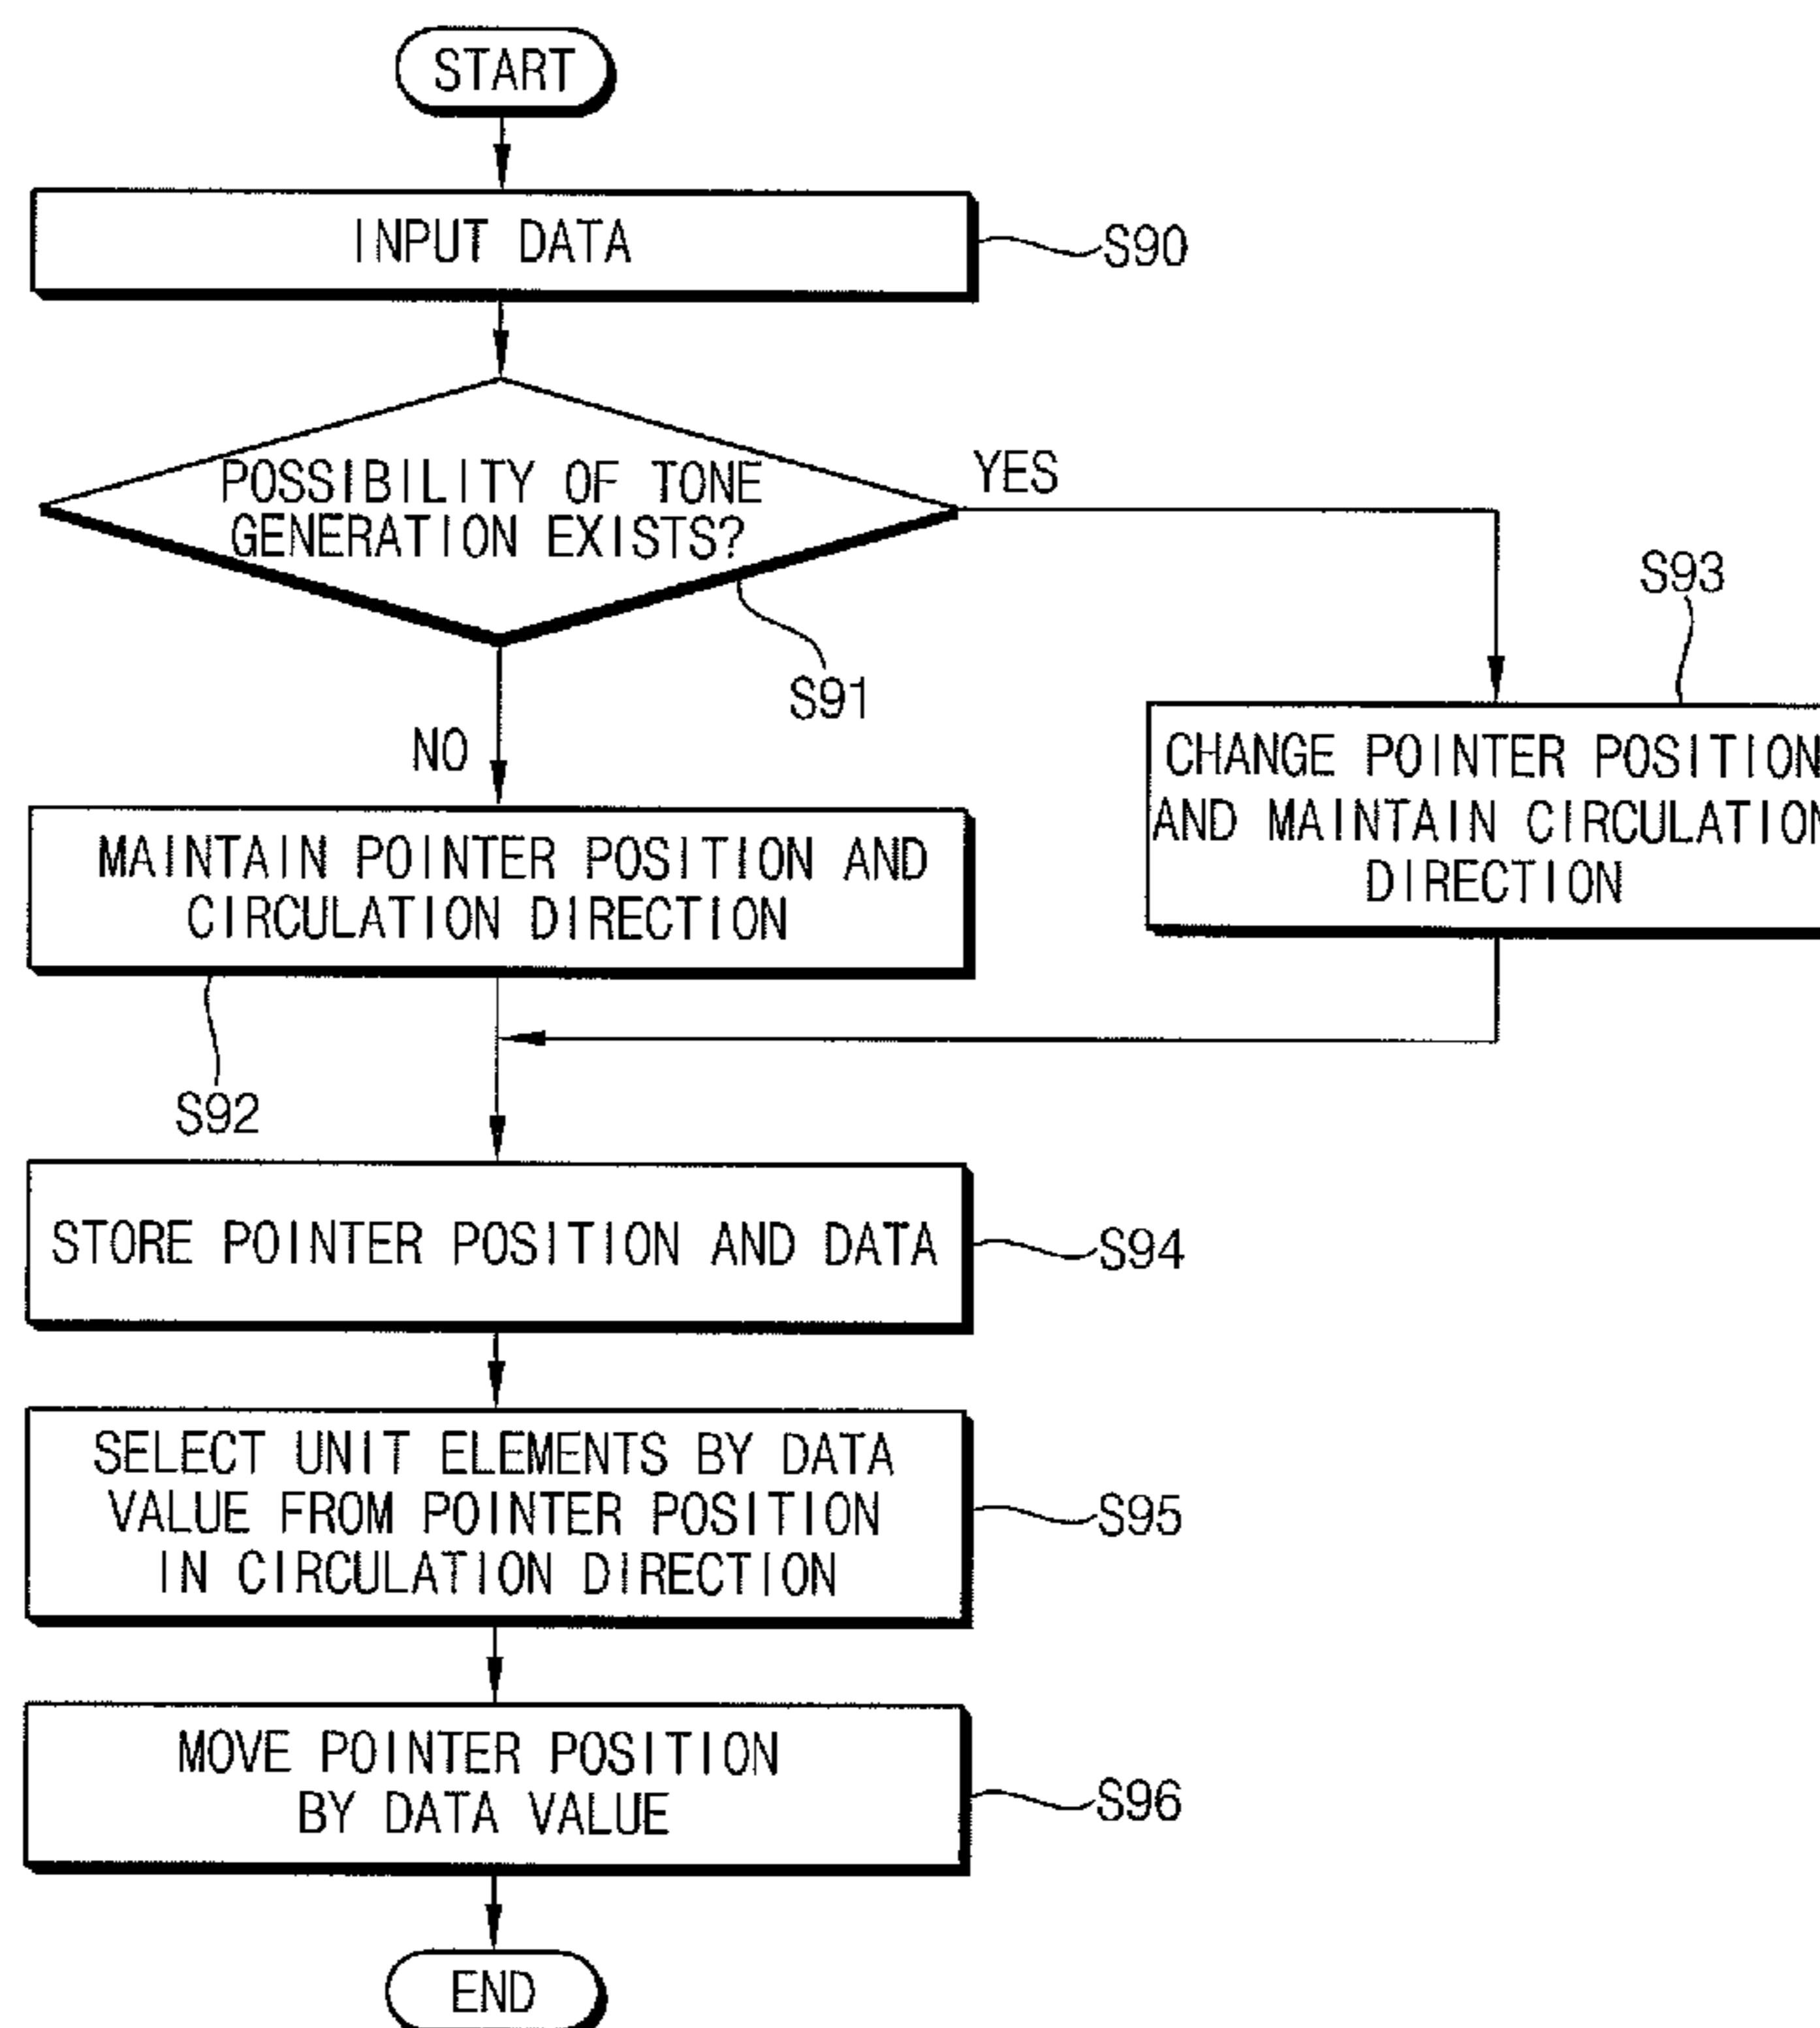 START
INPUT DATA
S90
POSSIBILITY OF TONE
GENERATION EXISTS?
YES
S91
NO
S93
CHANGE POINTER POSITION
AND MAINTAIN CIRCULATION
DIRECTION
MAINTAIN POINTER POSITION AND
CIRCULATION DIRECTION
S92
STORE POINTER POSITION AND DATA
S94
SELECT UNIT ELEMENTS BY DATA
VALUE FROM POINTER POSITION
IN CIRCULATION DIRECTION
S95
MOVE POINTER POSITION
BY DATA VALUE
S96
END